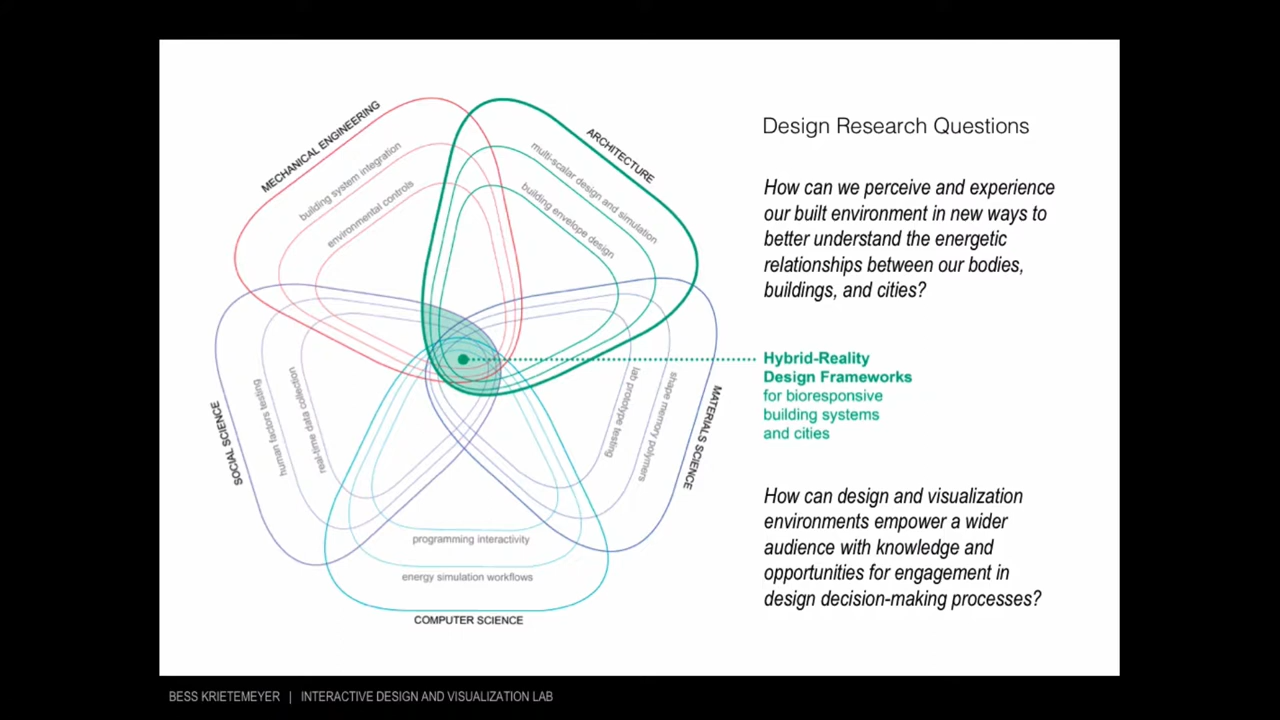 MECHANICAL ENGINEERING
building system integration
environmental controls
ARCHITECTURE
multi-scalar design and simulation
building envelope design
SOCIAL SCIENCE
human factors testing
real-time data collection
lab prototype testing
shape memory polymers
MATERIALS SCIENCE
programming interactivity
energy simulation workflows
COMPUTER SCIENCE
Design Research Questions
How can we perceive and experience
our built environment in new ways to
better understand the energetic
relationships between our bodies,
buildings, and cities?
Hybrid-Reality
Design Frameworks
for bioresponsive
building systems
and cities
How can design and visualization
environments empower a wider
audience with knowledge and
opportunities for engagement in
design decision-making processes?
BESS KRIETEMEYER | INTERACTIVE DESIGN AND VISUALIZATION LAB